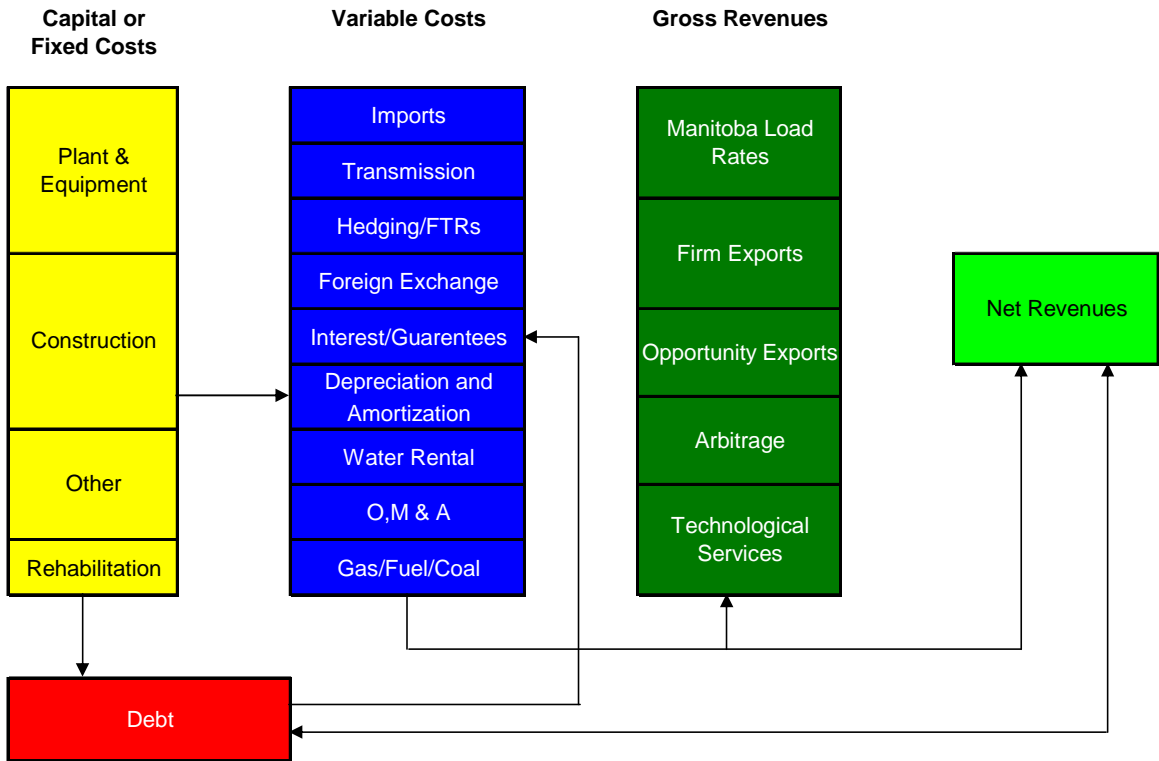 Capital or
Fixed Costs
Variable Costs
Gross Revenues
Plant &
Equipment
Construction
Other
Rehabilitation
Imports
Transmission
Hedging/FTRs
Foreign Exchange
Interest/Guarentees
Depreciation and
Amortization
Water Rental
O,M & A
Gas/Fuel/Coal
Manitoba Load
Rates
Firm Exports
Opportunity Exports
Arbitrage
Technological
Services
Net Revenues
Debt